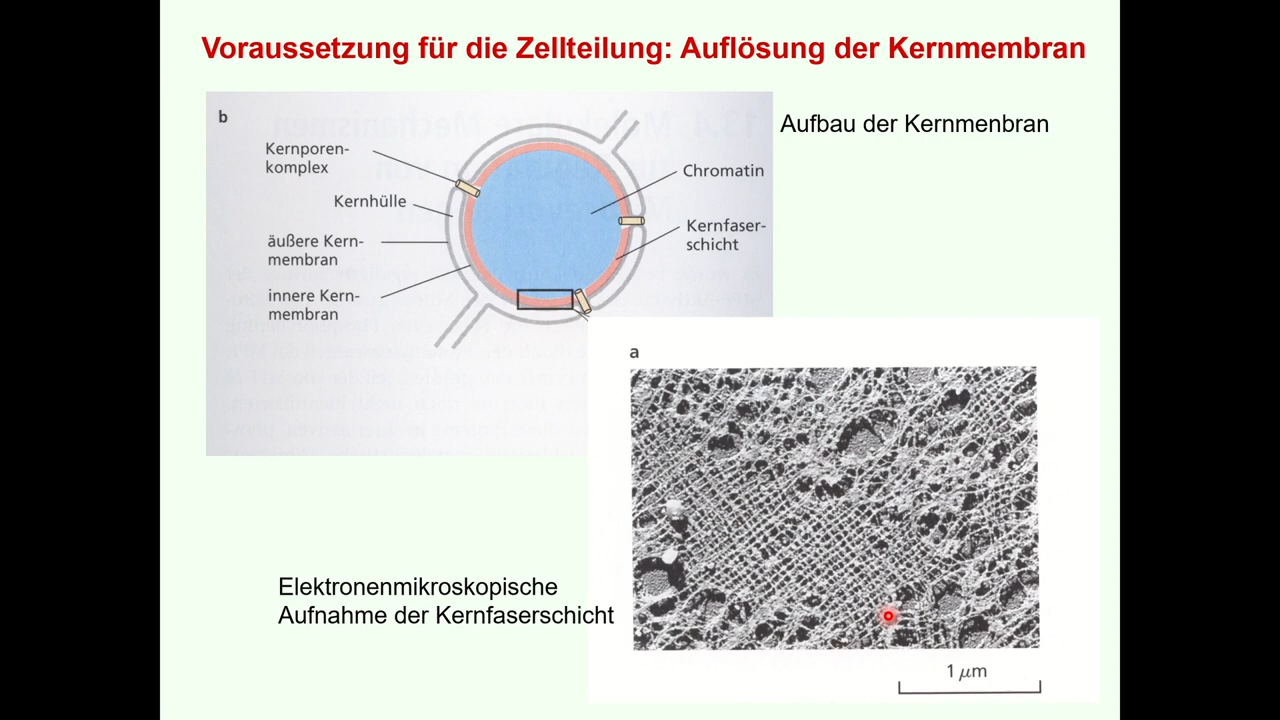 Voraussetzung für die Zellteilung: Auflösung der Kernmembran
b
Aufbau der Kernmenbran
Kernporen-
komplex
Kernhülle
äußere Kern-
membran
innere Kern-
membran
Chromatin
Kernfaser-
schicht
a
Elektronenmikroskopische
Aufnahme der Kernfaserschicht
1 µm